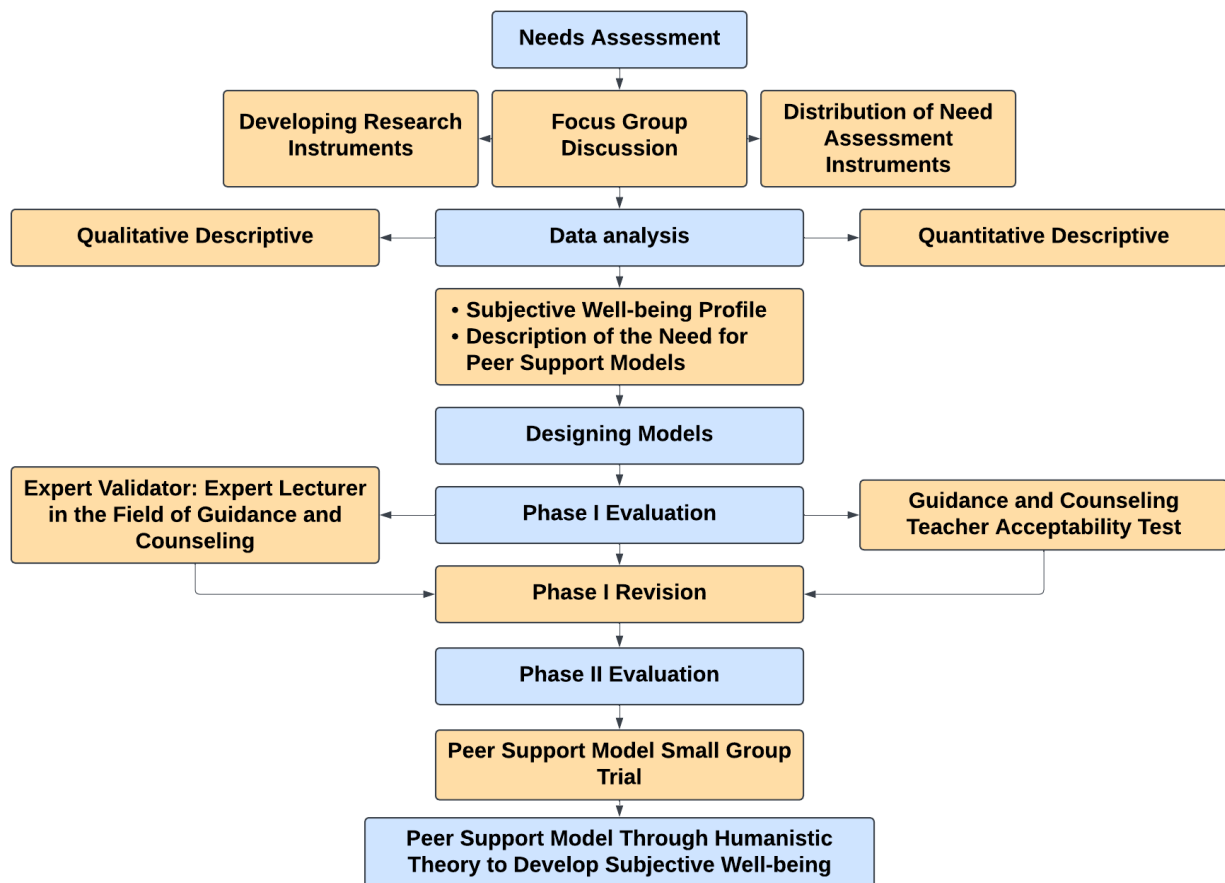 Needs Assessment
Developing Research
Instruments
Focus Group
Discussion
Distribution of Need
Assessment
Instruments
Qualitative Descriptive
Data analysis
Quantitative Descriptive
• Subjective Well-being Profile
• Description of the Need for
Peer Support Models
Designing Models
Expert Validator: Expert Lecturer
in the Field of Guidance and
Counseling
Phase I Evaluation
Guidance and Counseling
Teacher Acceptability Test
Phase I Revision
Phase II Evaluation
Peer Support Model Small Group
Trial
Peer Support Model Through Humanistic
Theory to Develop Subjective Well-being